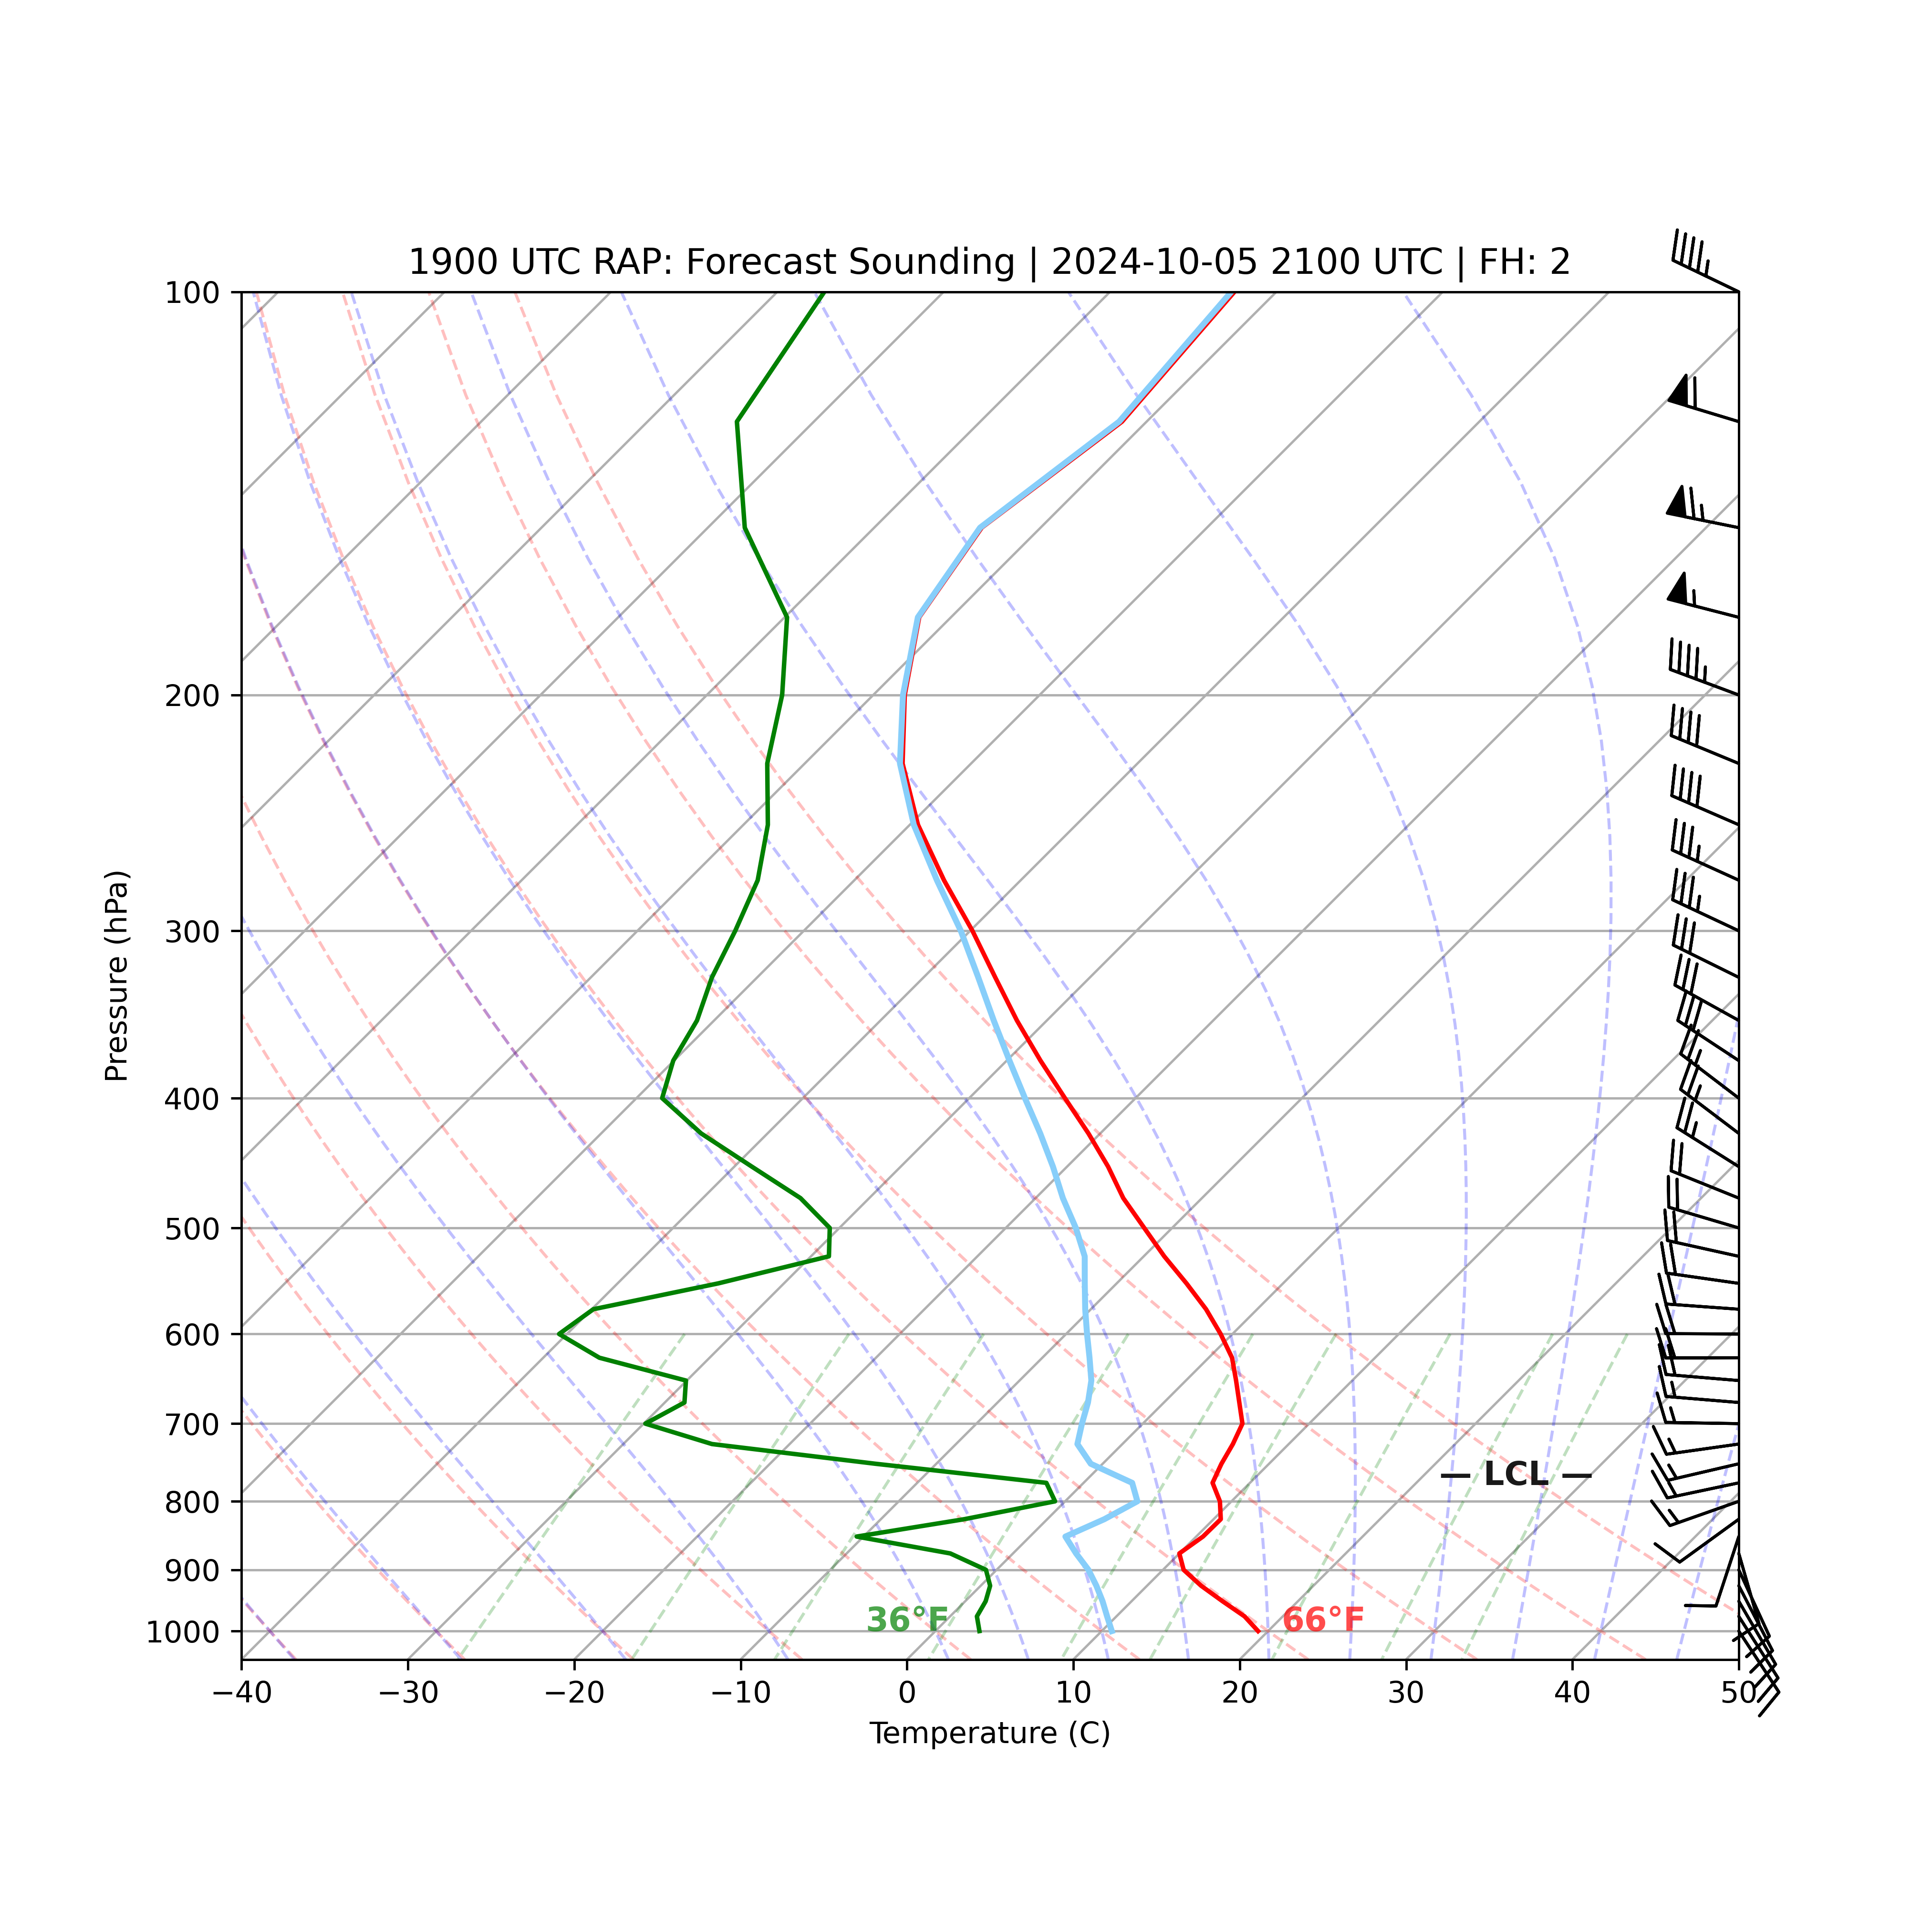 1900 UTC RAP: Forecast Sounding | 2024-10-05 2100 UTC | FH: 2
100
200
300
400
500
600
700
800
900
1000
Pressure (hPa)
— LCL —
36°F
66°F
−40 −30 −20 −10 0 10 20 30 40 50
Temperature (C)